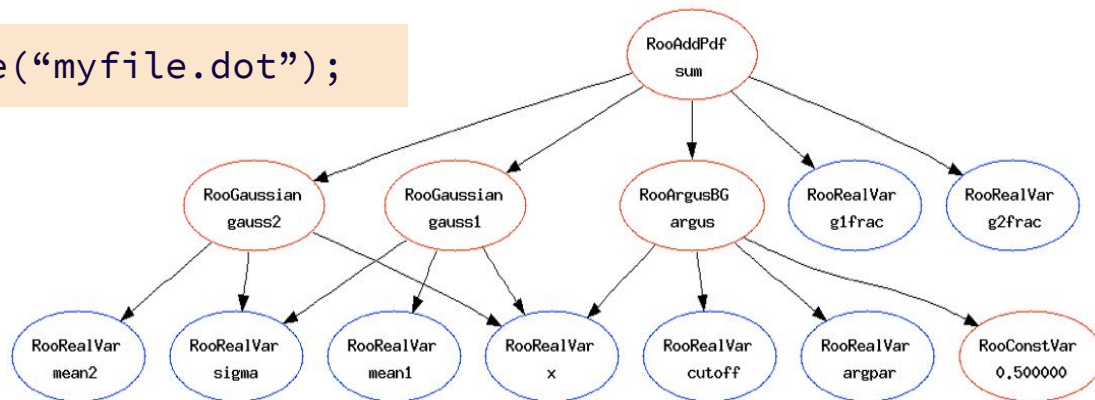 e(“myfile.dot”);
RooAddPdf
sum
RooGaussian
gauss2
RooGaussian
gauss1
RooArgusBG
argus
RooRealVar
g1frac
RooRealVar
g2frac
RooRealVar
mean2
RooRealVar
sigma
RooRealVar
mean1
RooRealVar
x
RooRealVar
cutoff
RooRealVar
argpar
RooConstVar
0.500000